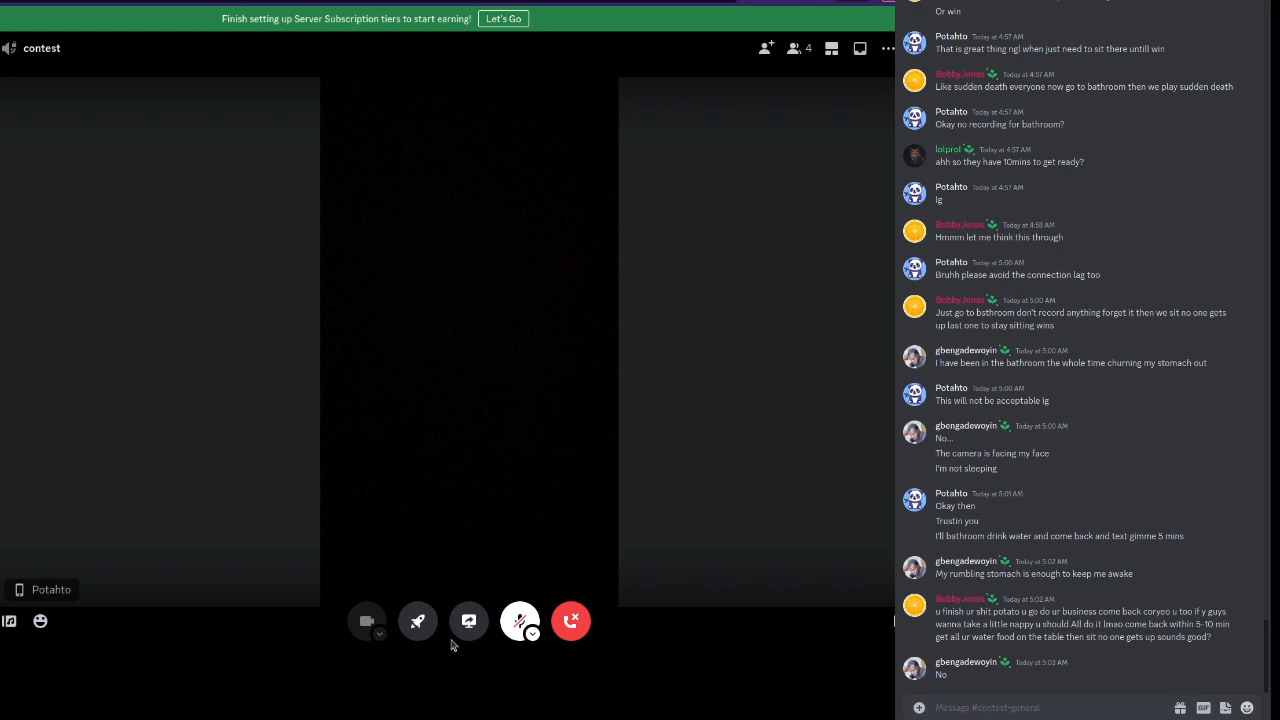 Finish setting up Server Subscription tiers to start earning!
Let's Go
contest
4
Potahto
Or win
Potahto Today at 4:57 AM
That is great thing ngl when just need to sit there untill win
BobbyJonas Today at 4:57 AM
Like sudden death everyone now go to bathroom then we play sudden death
Potahto Today at 4:57 AM
Okay no recording for bathroom?
lolprol Today at 4:57 AM
ahh so they have 10mins to get ready?
Potahto Today at 4:57 AM
Ig
BobbyJonas Today at 4:58 AM
Hmmm let me think this through
Potahto Today at 5:00 AM
Bruhh please avoid the connection lag too
BobbyJonas Today at 5:00 AM
Just go to bsthroom don't record anything forget it then we sit no one gets
up last one to stay sitting wins
gbengadewoyin Today at 5:00 AM
I have been in the bathroom the whole time churning my stomach out
Potahto Today at 5:00 AM
This will not be acceptable ig
gbengadewoyin Today at 5:00 AM
No...
The camera is facing my face
I'm not sleeping
Potahto Today at 5:01 AM
Okay then
Trustin you
I'll bathroom drink water and come back and text gimme 5 mins
gbengadewoyin Today at 5:02 AM
My rumbling stomach is enough to keep me awake
BobbyJonas Today at 5:02 AM
u finish ur shit potato u go do ur business come back coryeo u too if y guys
wanna take a little nappy u should All do it lmao come back within 5-10 min
get all ur water food on the table then sit no one gets up sounds good?
gbengadewoyin Today at 5:03 AM
No
Message #contest-general
GIF